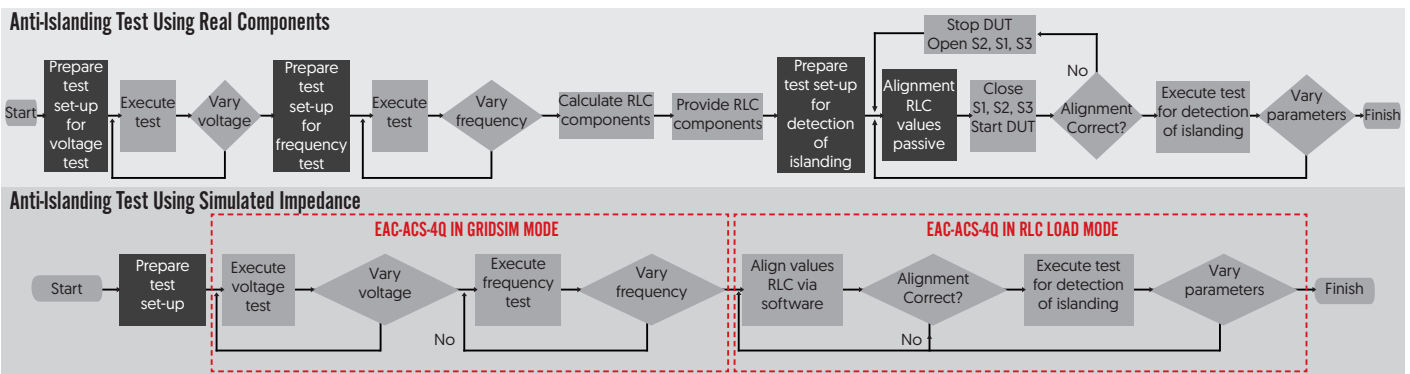 Anti-Islanding Test Using Real Components
Start
Prepare
test
set-up
for
voltage
test
Execute
test
Vary
voltage
Prepare
test
set-up
for
frequency
test
Execute
test
Vary
frequency
Calculate RLC
components
Provide RLC
components
Prepare
test set-up
for
detection
of
islanding
Alignment
RLC
values
passive
Stop DUT
Open S2, S1, S3
Close
S1, S2, S3
Start DUT
No
Alignment
Correct?
Execute test
for detection
of islanding
Vary
parameters
Finish
Anti-Islanding Test Using Simulated Impedance
EAC-ACS-4Q IN GRIDSIM MODE
EAC-ACS-4Q IN RLC LOAD MODE
Start
Prepare
test
set-up
Execute
voltage
test
Vary
voltage
No
Execute
frequency
test
Vary
frequency
Align values
RLC via
software
Alignment
Correct?
No
Execute test
for detection
of islanding
Vary
parameters
Finish